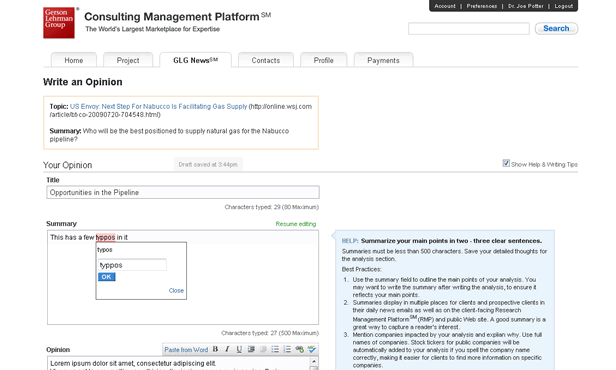 Account | Preferences | Dr. Joe Potter | Logout
Gerson Lehrman Group®
Consulting Management Platform℠
The World's Largest Marketplace for Expertise
Search
Home Project GLG News℠ Contacts Profile Payments
Write an Opinion
Topic: US Envoy: Next Step For Nabucco Is Facilitating Gas Supply (http://online.wsj.com
/article/bt-co-20090720-704548.html)
Summary: Who will be the best positioned to supply natural gas for the Nabucco
pipeline?
Your Opinion
Draft saved at 3:44pm
Show Help & Writing Tips
Title
Opportunities in the Pipeline
Characters typed: 29 (80 Maximum)
Summary
Resume editing
This has a few typpos in it
typos
typpos
OK
Close
Characters typed: 27 (500 Maximum)
HELP: Summarize your main points in two - three clear sentences.
Summaries must be less than 500 characters. Save your detailed thoughts for
the analysis section.
Best Practices:
1. Use the summary field to outline the main points of your analysis. You
may want to write the summary after writing the analysis, to ensure it
reflects your main points.
2. Summaries display in multiple places for clients and prospective clients in
their daily news emails as well as on the client-facing Research
Management Platform℠ (RMP) and public Web site. A good summary is a
great way to capture a reader's interest.
3. Mention companies impacted by your analysis and explain why. Use full
names of companies. Stock tickers for public companies will be
automatically added to your analysis if you spell the company name
correctly, making it easier for clients to find more information on specific
companies.
Opinion
Paste from Word B I U
Lorem ipsum dolor sit amet, consectetur adipiscing elit.